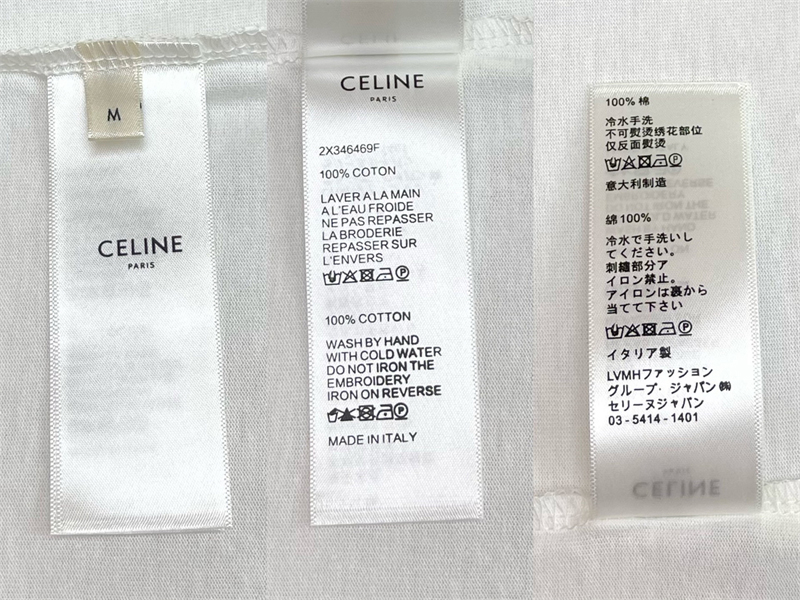 M
CELINE
PARIS
CELINE
PARIS
2X346469F
100% COTON
LAVER A LA MAIN
A L'EAU FROIDE
NE PAS REPASSER
LA BRODERIE
REPASSER SUR
L'ENVERS
100% COTTON
WASH BY HAND
WITH COLD WATER
DO NOT IRON THE
EMBROIDERY
IRON ON REVERSE
MADE IN ITALY
100% 棉
冷水手洗
不可熨烫绣花部位
仅反面熨烫
意大利制造
綿100%
冷水で手洗いし
てください。
刺繡部分ア
イロン禁止。
アイロンは裏から
当てて下さい
イタリア製
LVMHファッション
グループ・ジャパン㈱
セリーヌジャパン
03-5414-1401